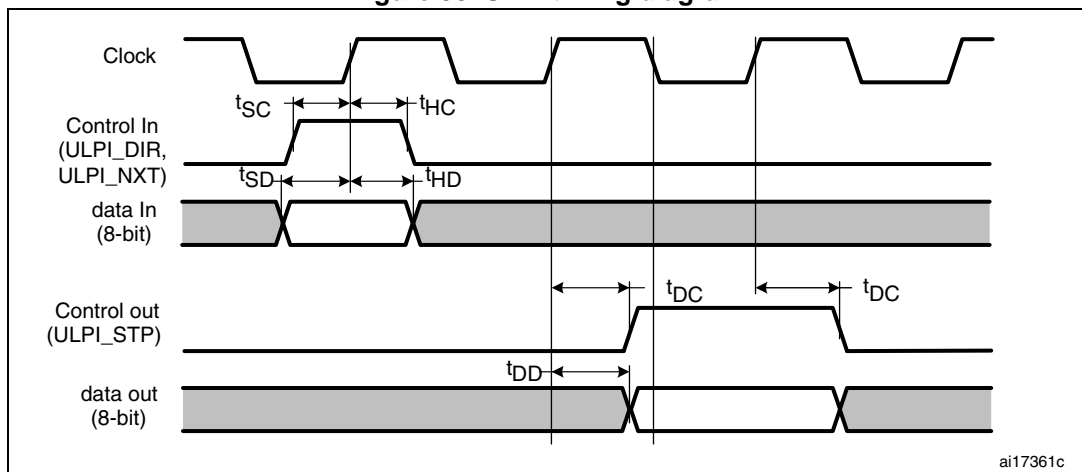 Clock
tSC
tHC
Control In
(ULPI_DIR,
ULPI_NXT)
tSD
tHD
data In
(8-bit)
Control out
(ULPI_STP)
tDC
tDC
tDD
data out
(8-bit)
ai17361c